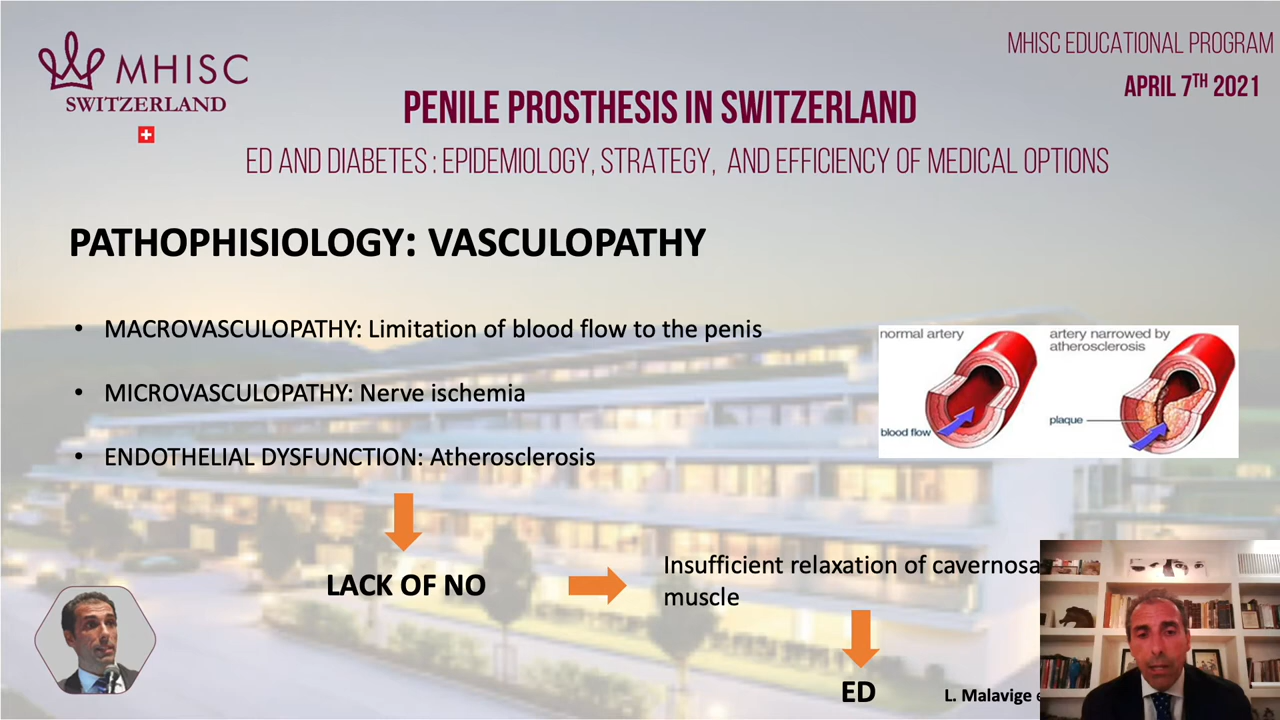 MHISC
SWITZERLAND
MHISC EDUCATIONAL PROGRAM
APRIL 7TH 2021
PENILE PROSTHESIS IN SWITZERLAND
ED AND DIABETES : EPIDEMIOLOGY, STRATEGY, AND EFFICIENCY OF MEDICAL OPTIONS
PATHOPHISIOLOGY: VASCULOPATHY
• MACROVASCULOPATHY: Limitation of blood flow to the penis
• MICROVASCULOPATHY: Nerve ischemia
• ENDOTHELIAL DYSFUNCTION: Atherosclerosis
normal artery
blood flow
artery narrowed by
atherosclerosis
plaque
LACK OF NO
Insufficient relaxation of cavernosa
muscle
ED
L. Malavige